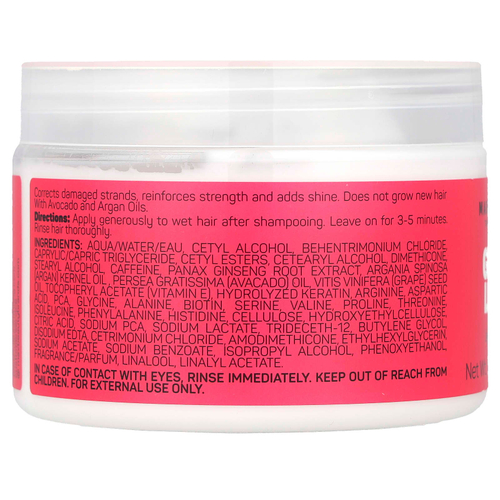 Corrects damaged strands, reinforces strength and adds shine. Does not grow new hair
With Avocado and Argan Oils.
Directions: Apply generously to wet hair after shampooing. Leave on for 3-5 minutes.
Rinse hair thoroughly.
INGREDIENTS: AQUA/WATER/EAU, CETYL ALCOHOL, BEHENTRIMONIUM CHLORIDE,
CAPRYLIC/CAPRIC TRIGLYCERIDE, CETYL ESTERS, CETEARYL ALCOHOL, DIMETHICONE,
STEARYL ALCOHOL, CAFFEINE, PANAX GINSENG ROOT EXTRACT, ARGANIA SPINOSA
(ARGAN) KERNEL OIL, PERSEA GRATISSIMA (AVOCADO) OIL, VITIS VINIFERA (GRAPE) SEED
OIL, TOCOPHERYL ACETATE (VITAMIN E), HYDROLYZED KERATIN, ARGININE, ASPARTIC
ACID, PCA, GLYCINE, ALANINE, SERINE, VALINE, PROLINE, THREONINE,
ISOLEUCINE, PHENYLALANINE, HISTIDINE, CELLULOSE, HYDROXYETHYLCELLULOSE,
CITRIC ACID, SODIUM PCA, SODIUM LACTATE, TRIDECETH-12, BUTYLENE GLYCOL,
DISODIUM EDTA, CETRIMONIUM CHLORIDE, AMODIMETHICONE, ETHYLHEXYLGLYCERIN,
SODIUM ACETATE, SODIUM BENZOATE, ISOPROPYL ALCOHOL, PHENOXYETHANOL,
FRAGRANCE/PARFUM, LINALOOL, LINALYL ACETATE.
IN CASE OF CONTACT WITH EYES, RINSE IMMEDIATELY. KEEP OUT OF REACH FROM
CHILDREN. FOR EXTERNAL USE ONLY.
Net